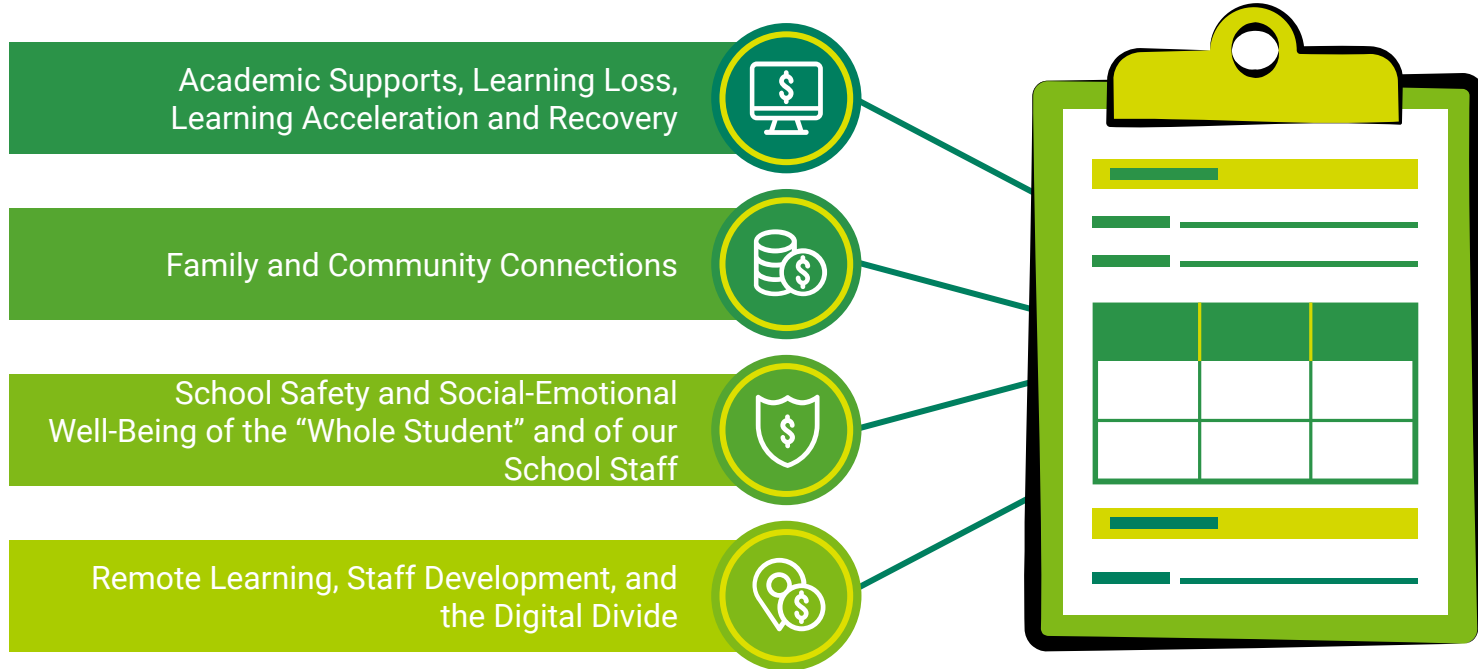 Academic Supports, Learning Loss,
Learning Acceleration and Recovery
Family and Community Connections
School Safety and Social-Emotional
Well-Being of the “Whole Student” and of our
School Staff
Remote Learning, Staff Development, and
the Digital Divide